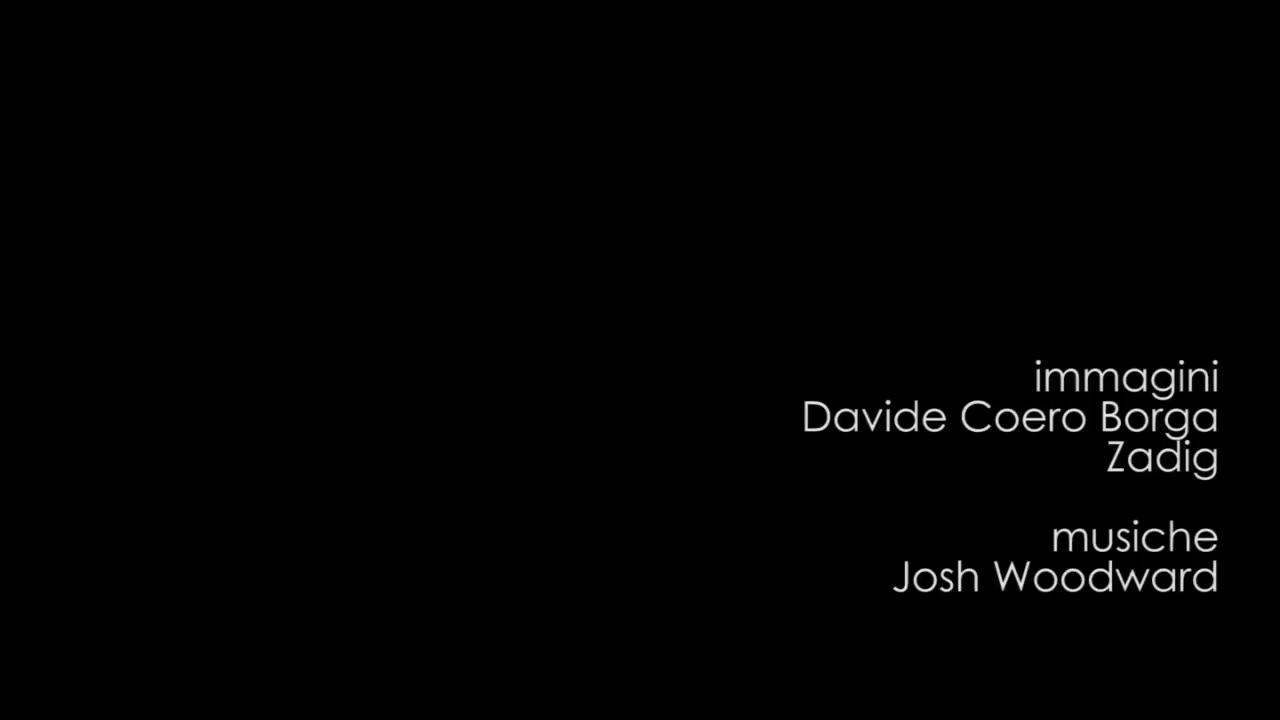 immagini
Davide Coero Borga
Zadig
musiche
Josh Woodward